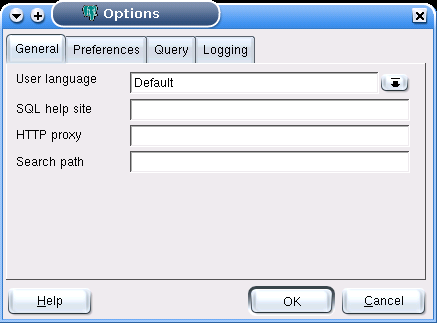 Options
General Preferences Query Logging
User language Default
SQL help site
HTTP proxy
Search path
Help OK Cancel